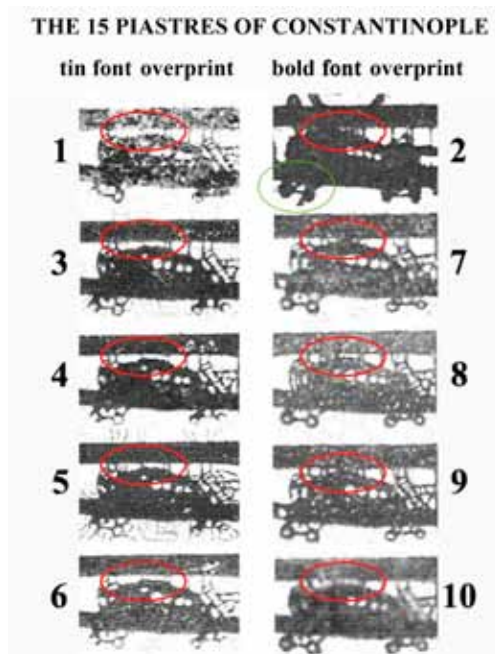 THE 15 PIASTRES OF CONSTANTINOPLE
tin font overprint bold font overprint
1 2
3 7
4 8
5 9
6 10